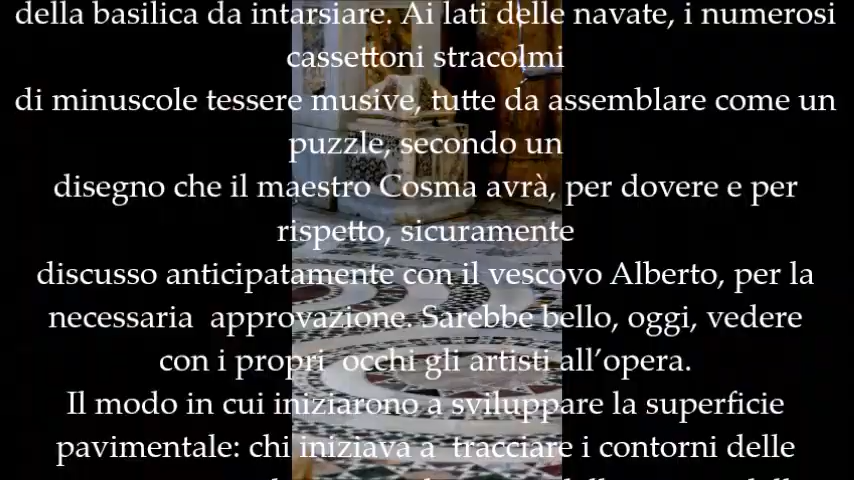 della basilica da intarsiare. Ai lati delle navate, i numerosi
cassettoni stracolmi
di minuscole tessere musive, tutte da assemblare come un
puzzle, secondo un
disegno che il maestro Cosma avrà, per dovere e per
rispetto, sicuramente
discusso anticipatamente con il vescovo Alberto, per la
necessaria approvazione. Sarebbe bello, oggi, vedere
con i propri occhi gli artisti all’opera.
Il modo in cui iniziarono a sviluppare la superficie
pavimentale: chi iniziava a tracciare i contorni delle